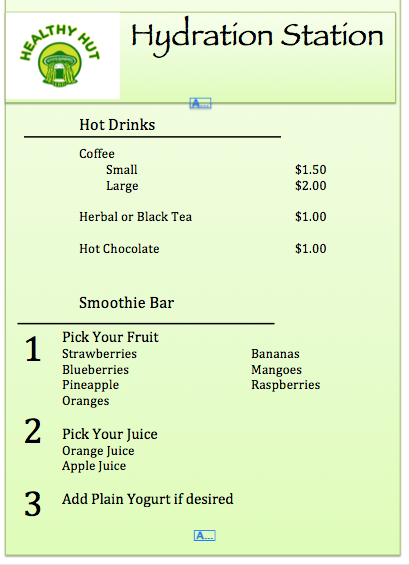 HEALTHY HUT
Hydration Station
A...
Hot Drinks
Coffee
Small $1.50
Large $2.00
Herbal or Black Tea $1.00
Hot Chocolate $1.00
Smoothie Bar
1 Pick Your Fruit
Strawberries Bananas
Blueberries Mangoes
Pineapple Raspberries
Oranges
2 Pick Your Juice
Orange Juice
Apple Juice
3 Add Plain Yogurt if desired
A...